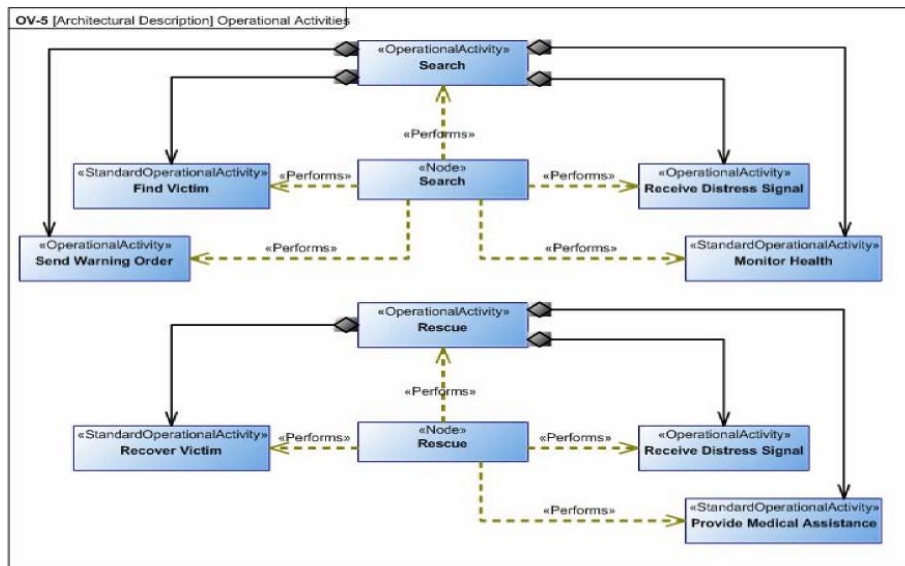 OV-5 [Architectural Description] Operational Activities
«OperationalActivity»
Search
«Performs»
«StandardOperationalActivity»
Find Victim
«Performs»
«Node»
Search
«Performs»
«OperationalActivity»
Receive Distress Signal
«OperationalActivity»
Send Warning Order
«Performs»
«Performs»
«StandardOperationalActivity»
Monitor Health
«OperationalActivity»
Rescue
«Performs»
«StandardOperationalActivity»
Recover Victim
«Performs»
«Node»
Rescue
«Performs»
«OperationalActivity»
Receive Distress Signal
«Performs»
«StandardOperationalActivity»
Provide Medical Assistance